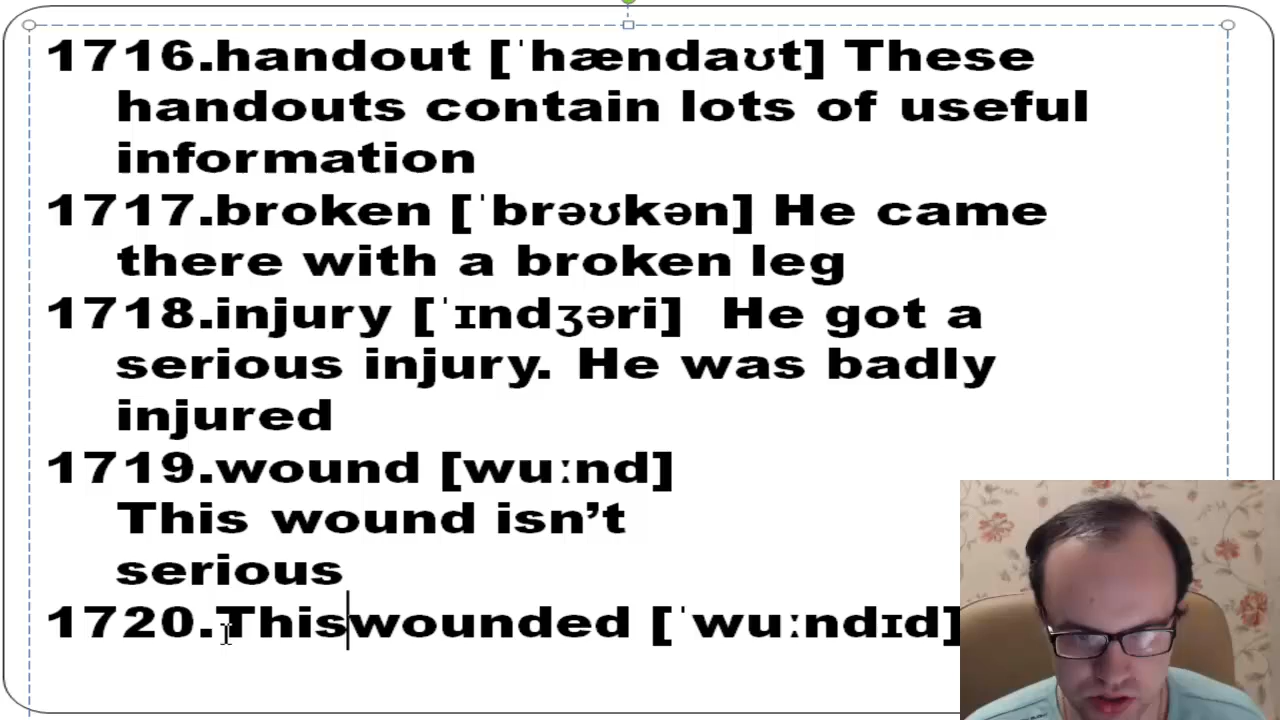 1716.handout [ˈhændaʊt] These
handouts contain lots of useful
information
1717.broken [ˈbrəʊkən] He came
there with a broken leg
1718.injury [ˈɪndʒəri]  He got a
serious injury. He was badly
injured
1719.wound [wuːnd]
This wound isn’t
serious
1720.Thiswounded [ˈwuːndɪd]